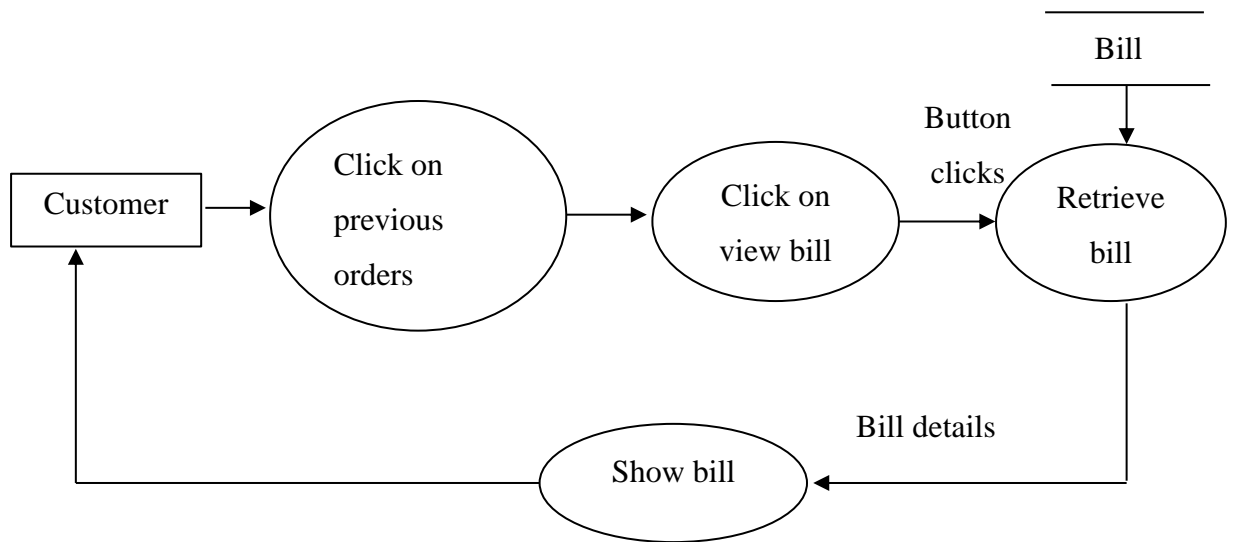 Bill
Button
clicks
Customer
Click on
previous
orders
Click on
view bill
Retrieve
bill
Bill details
Show bill